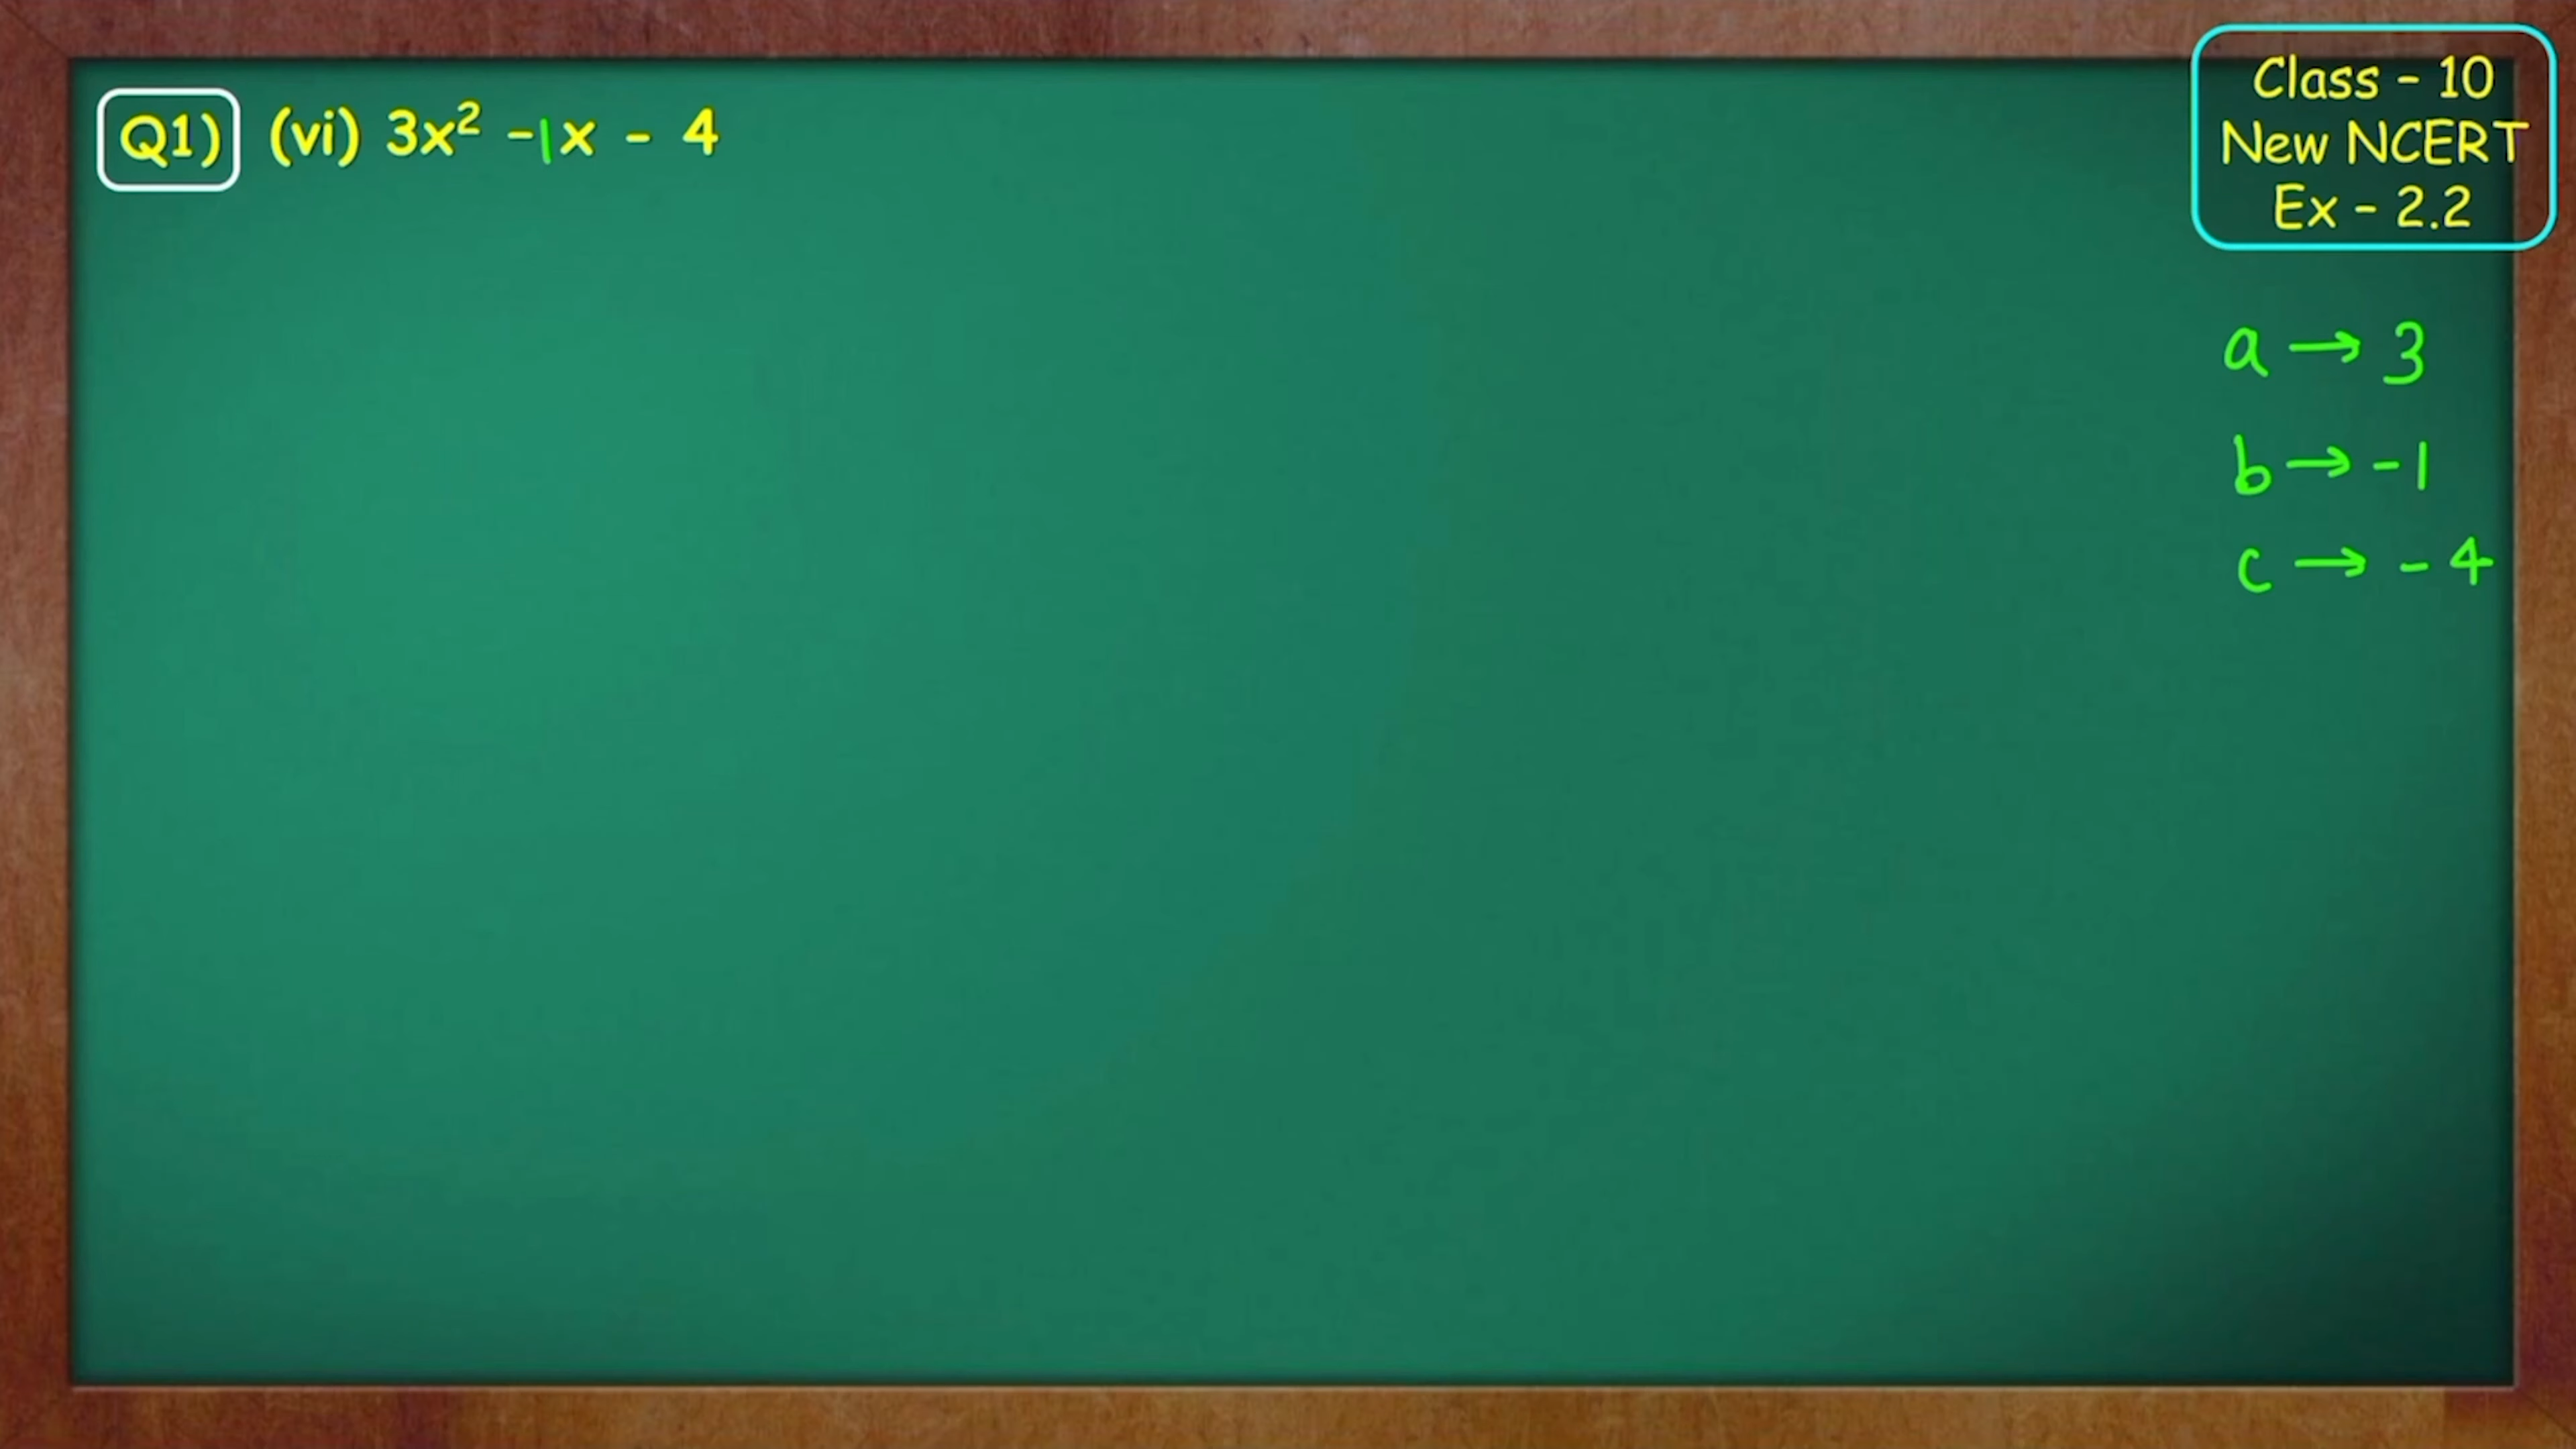 Q1) (vi) 3x² -1x - 4
Class - 10
New NCERT
Ex - 2.2
a → 3
b → -1
c → -4